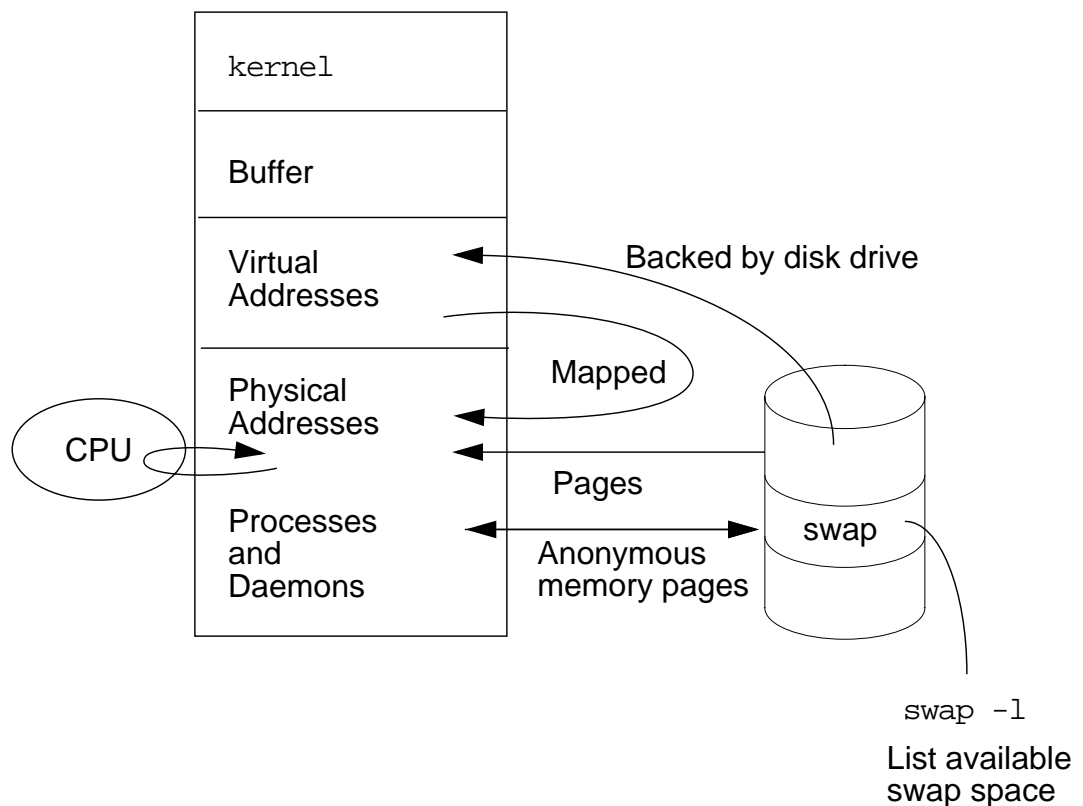 kernel
Buffer
Virtual
Addresses
Backed by disk drive
Mapped
Physical
Addresses
CPU
Pages
Processes
and
Daemons
swap
Anonymous
memory pages
swap -l
List available
swap space